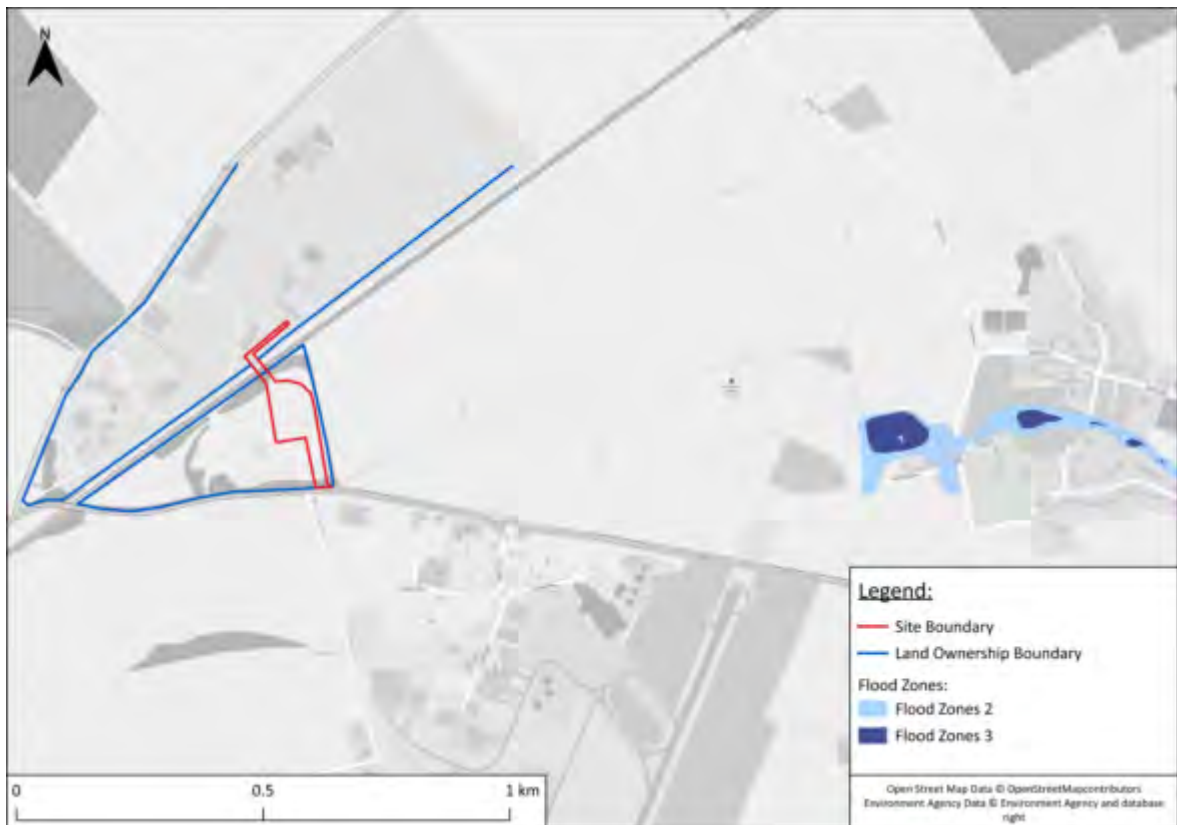 N
Legend:
Site Boundary
Land Ownership Boundary
Flood Zones:
Flood Zones 2
Flood Zones 3
0 0.5 1 km
Open Street Map Data © OpenStreetMapcontributors
Environment Agency Data © Environment Agency and database
right